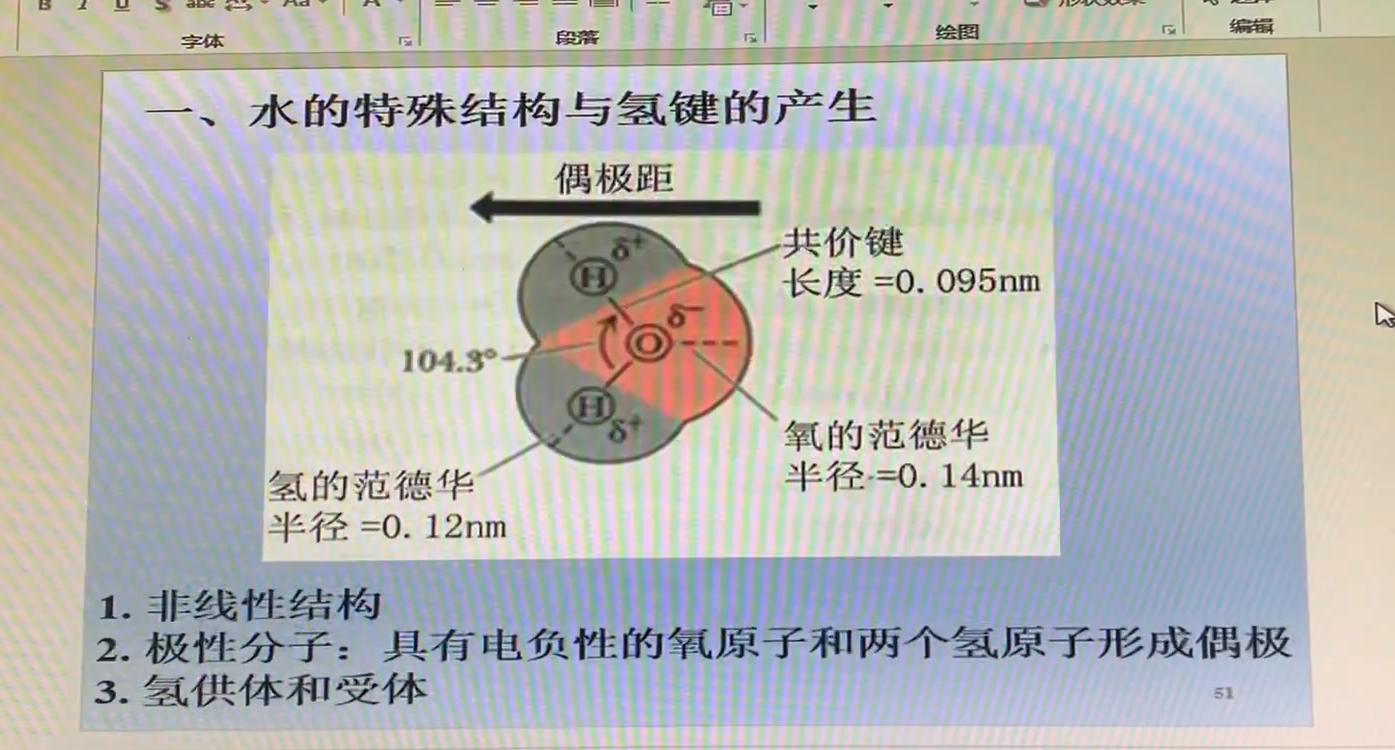 B I U S abc Aa A
字体
段落
绘图
编辑
一、水的特殊结构与氢键的产生
偶极距
δ+
H
共价键
长度 =0.095nm
δ−
O
104.3°
H
δ+
氧的范德华
半径 =0.14nm
氢的范德华
半径 =0.12nm
1. 非线性结构
2. 极性分子：具有电负性的氧原子和两个氢原子形成偶极
3. 氢供体和受体
51